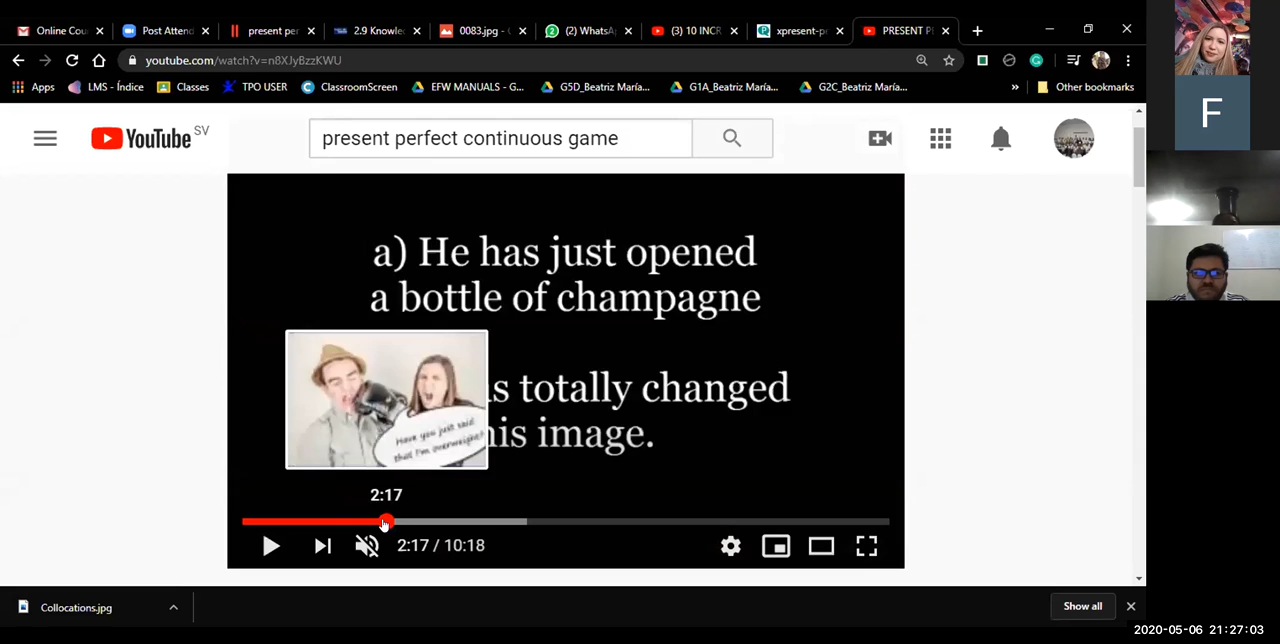 Online Cou
Post Attend
present per
2.9 Knowle
0083.jpg -
(2) WhatsA
(3) 10 INCR
xpresent-p
PRESENT P
youtube.com/watch?v=n8XJyBzzKWU
Apps
LMS - Índice
Classes
TPO USER
ClassroomScreen
EFW MANUALS - G...
G5D_Beatriz María...
G1A_Beatriz María...
G2C_Beatriz María...
»
Other bookmarks
YouTube SV
present perfect continuous game
F
a) He has just opened
a bottle of champagne
s totally changed
his image.
Have you just said
that I'm overweight?
2:17
2:17 / 10:18
Collocations.jpg
Show all
2020-05-06 21:27:03